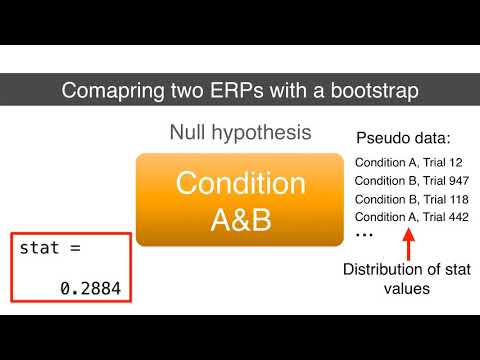 Comapring two ERPs with a bootstrap
Null hypothesis
Condition
A&B
Pseudo data:
Condition A, Trial 12
Condition B, Trial 947
Condition B, Trial 118
Condition A, Trial 442
...
Distribution of stat
values
stat =
0.2884